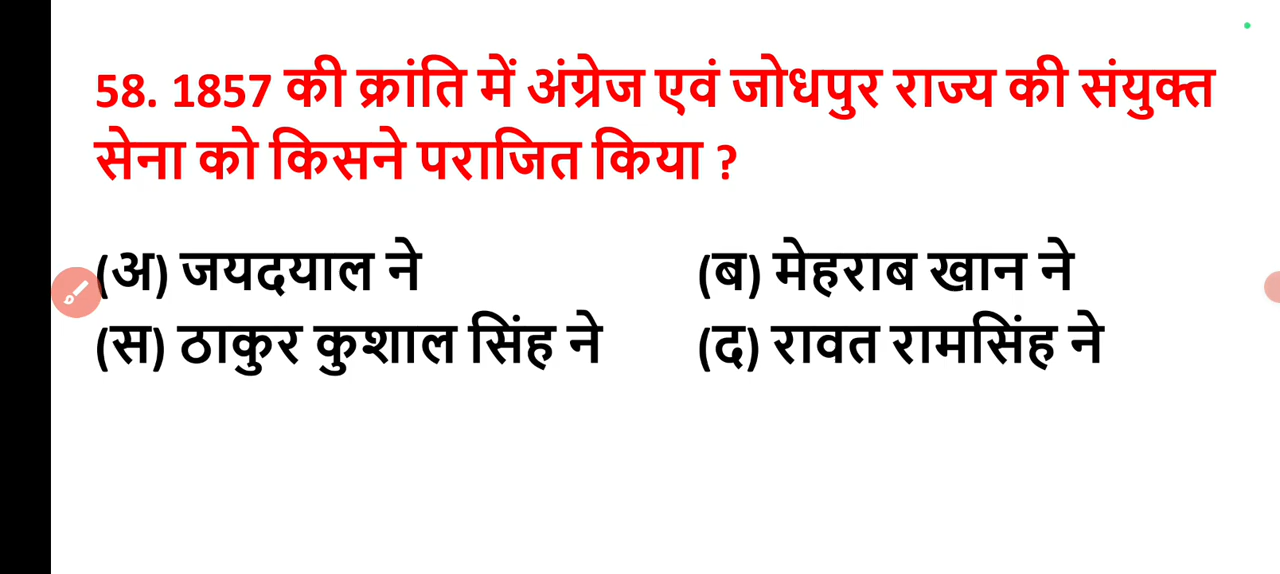 58. 1857 की क्रांति में अंग्रेज एवं जोधपुर राज्य की संयुक्त
सेना को किसने पराजित किया ?
(अ) जयदयाल ने (ब) मेहराब खान ने
(स) ठाकुर कुशाल सिंह ने (द) रावत रामसिंह ने